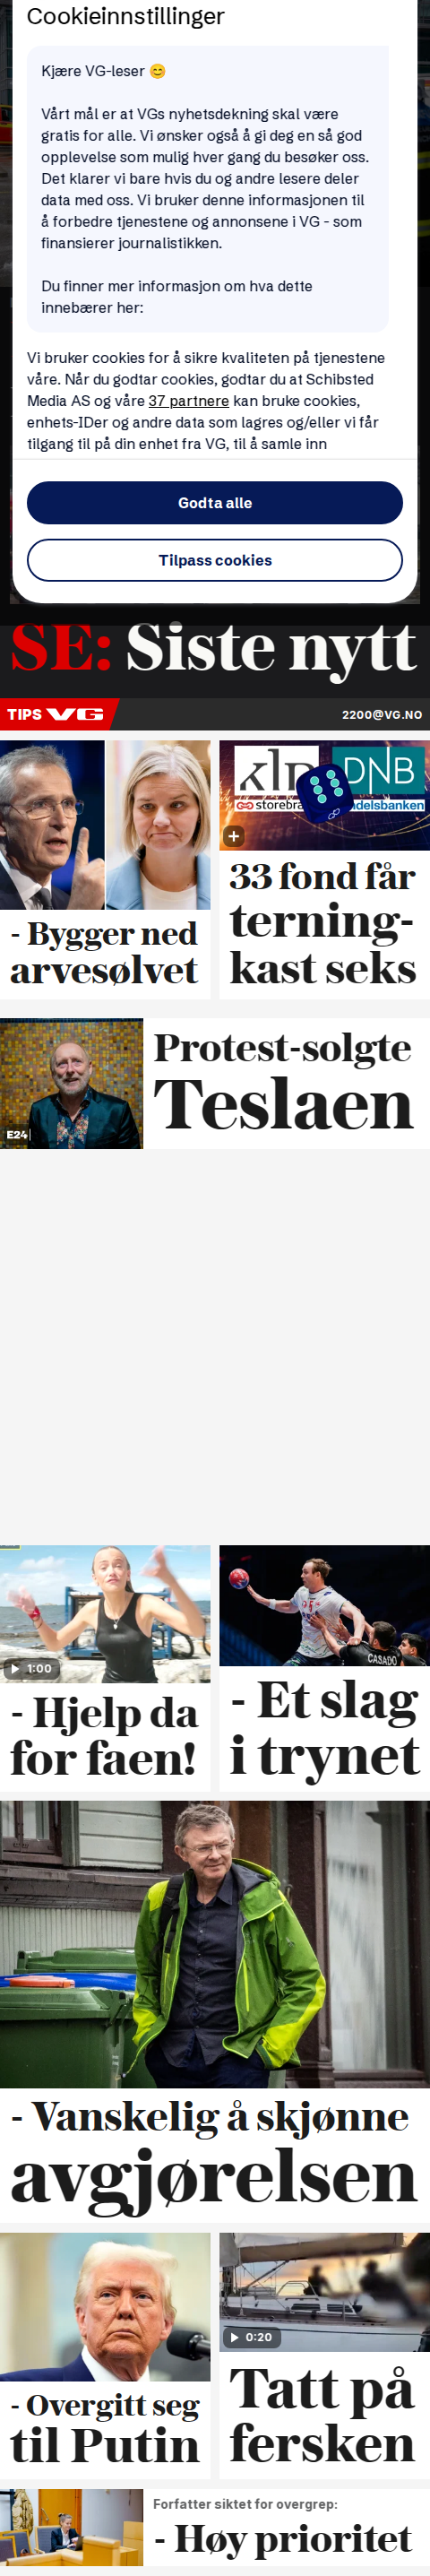 Cookieinnstillinger
Kjære VG-leser 😊
Vårt mål er at VGs nyhetsdekning skal være
gratis for alle. Vi ønsker også å gi deg en så god
opplevelse som mulig hver gang du besøker oss.
Det klarer vi bare hvis du og andre lesere deler
data med oss. Vi bruker denne informasjonen til
å forbedre tjenestene og annonsene i VG - som
finansierer journalistikken.
Du finner mer informasjon om hva dette
innebærer her:
Vi bruker cookies for å sikre kvaliteten på tjenestene
våre. Når du godtar cookies, godtar du at Schibsted
Media AS og våre 37 partnere kan bruke cookies,
enhets-IDer og andre data som lagres og/eller vi får
tilgang til på din enhet fra VG, til å samle inn
Godta alle
Tilpass cookies
SE: Siste nytt
TIPS VG
2200@VG.NO
- Bygger ned
arvesølvet
klp
DNB
storebra
ndelsbanken
33 fond får
terning-
kast seks
E24
Protest-solgte
Teslaen
1:00
- Hjelp da
for faen!
CASADO
- Et slag
i trynet
- Vanskelig å skjønne
avgjørelsen
- Overgitt seg
til Putin
0:20
Tatt på
fersken
Forfatter siktet for overgrep:
- Høy prioritet